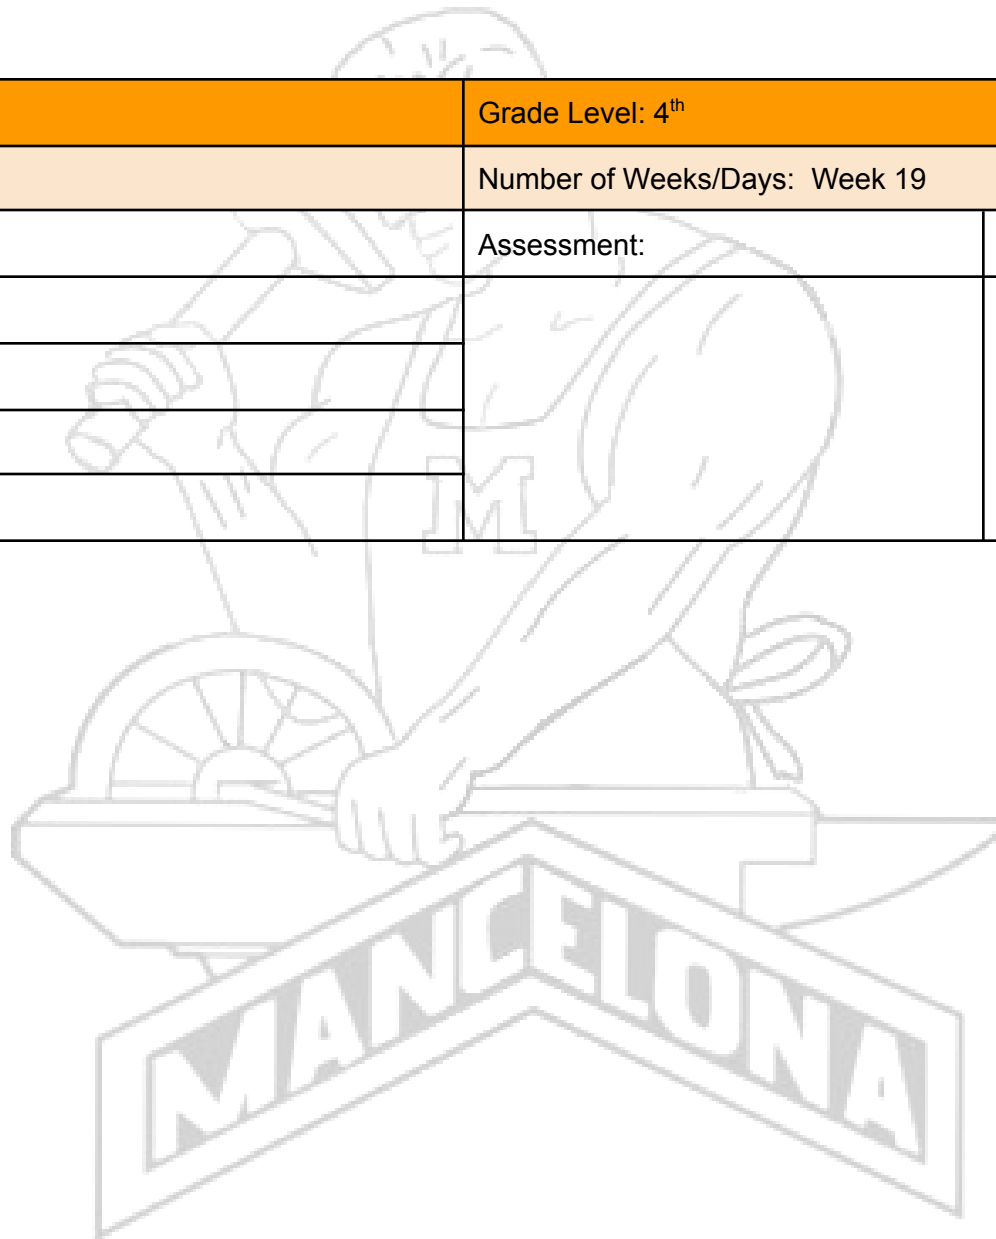 Grade Level: 4th
Number of Weeks/Days: Week 19
Assessment:
M
MANCELONA